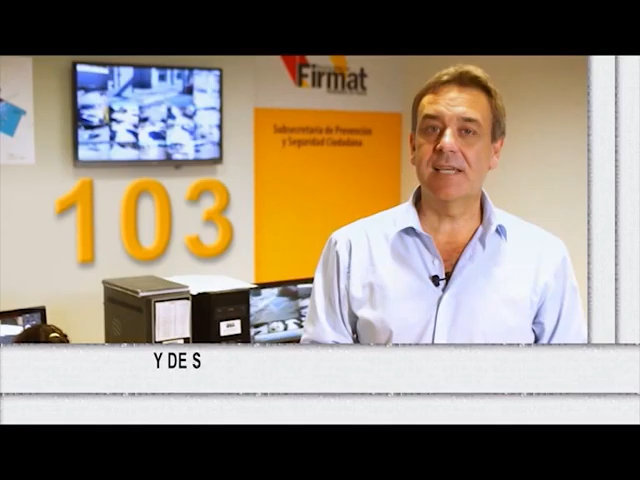 Firmat
Subsecretaría de Prevención
y Seguridad Ciudadana
103
Y DE S